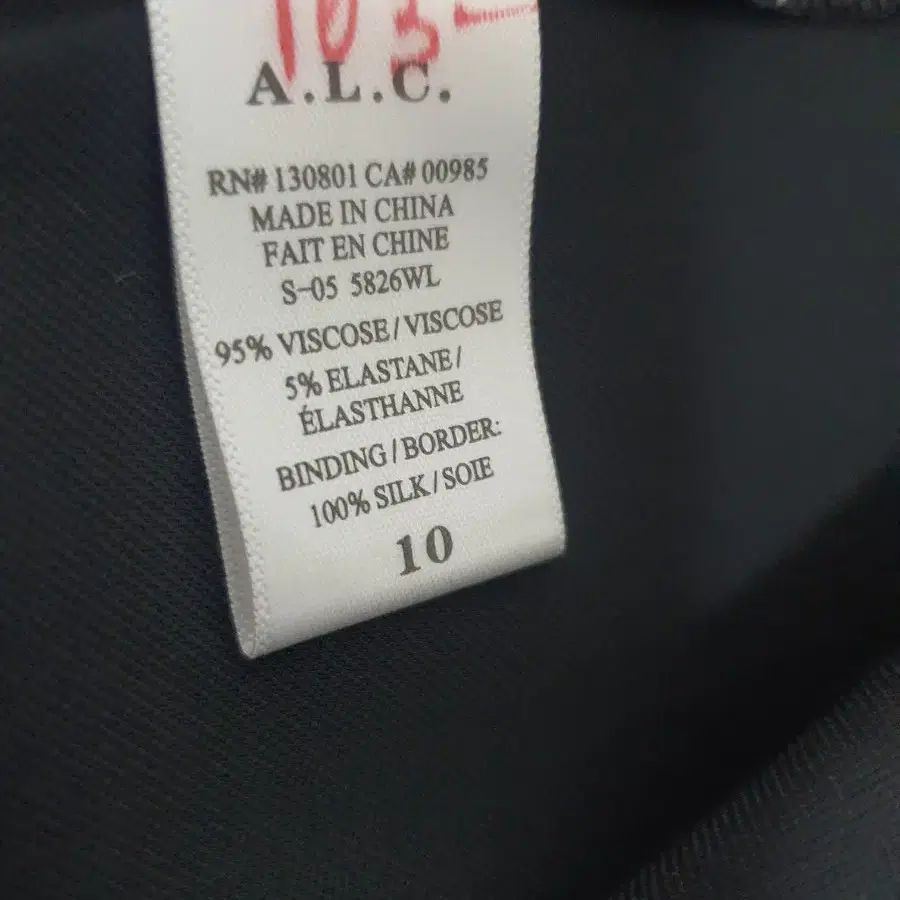 103-
A.L.C.
RN# 130801 CA# 00985
MADE IN CHINA
FAIT EN CHINE
S-05 5826WL
95% VISCOSE / VISCOSE
5% ELASTANE /
ÉLASTHANNE
BINDING / BORDER:
100% SILK / SOIE
10